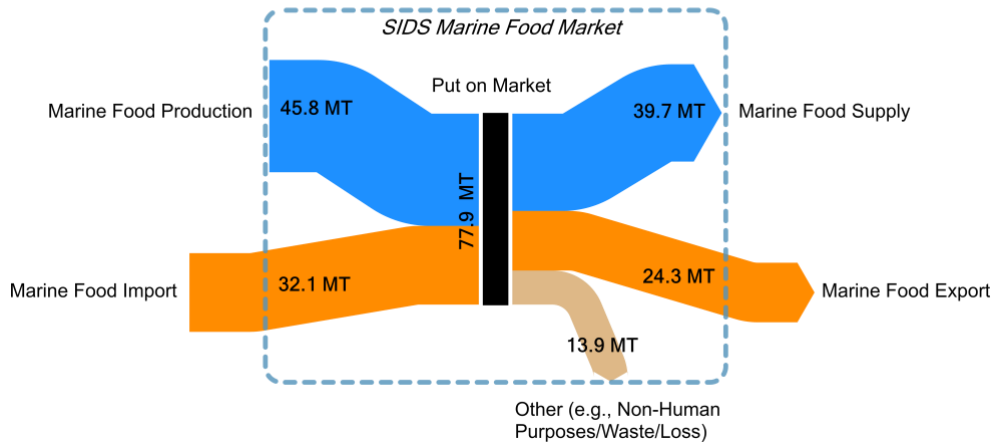 SIDS Marine Food Market
Put on Market
Marine Food Production
45.8 MT
39.7 MT
Marine Food Supply
77.9 MT
Marine Food Import
32.1 MT
24.3 MT
Marine Food Export
13.9 MT
Other (e.g., Non-Human
Purposes/Waste/Loss)